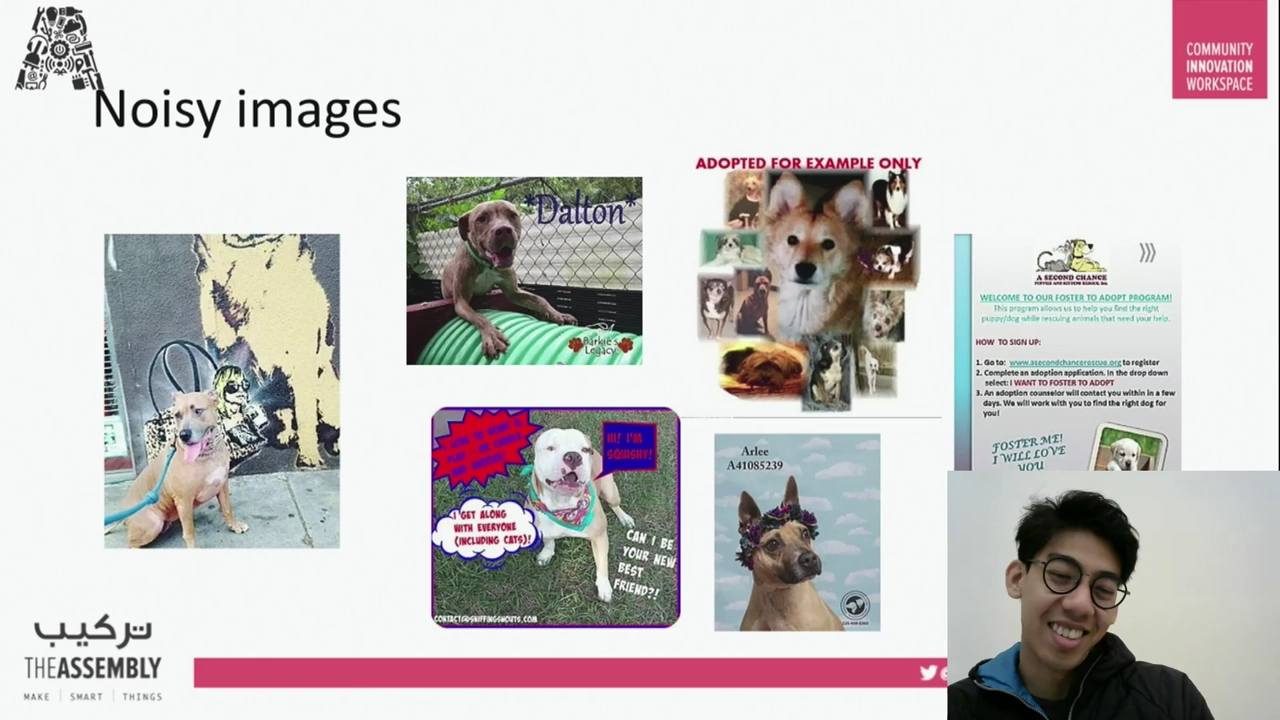 COMMUNITY
INNOVATION
WORKSPACE
Noisy images
*Dalton*
Barkie's
Legacy
ADOPTED FOR EXAMPLE ONLY
A SECOND CHANCE
WELCOME TO OUR FOSTER TO ADOPT PROGRAM!
This program allows us to help you find the right
puppy/dog while rescuing animals that need your help.
HOW TO SIGN UP:
1. Go to: www.asecondchancerescue.org to register
2. Complete an adoption application. In the drop down
select: I WANT TO FOSTER TO ADOPT
3. An adoption counselor will contact you within in a few
days. We will work with you to find the right dog for
you!
FOSTER ME!
I WILL LOVE
YOU
HI! I'M
SQUISHY!
I GET ALONG
WITH EVERYONE
(INCLUDING CATS)!
CAN I BE
YOUR NEW
BEST
FRIEND?!
CONTACT@SNIFFINGSNOUTS.COM
Arlee
A41085239
تركيب
THEASSEMBLY
MAKE | SMART | THINGS